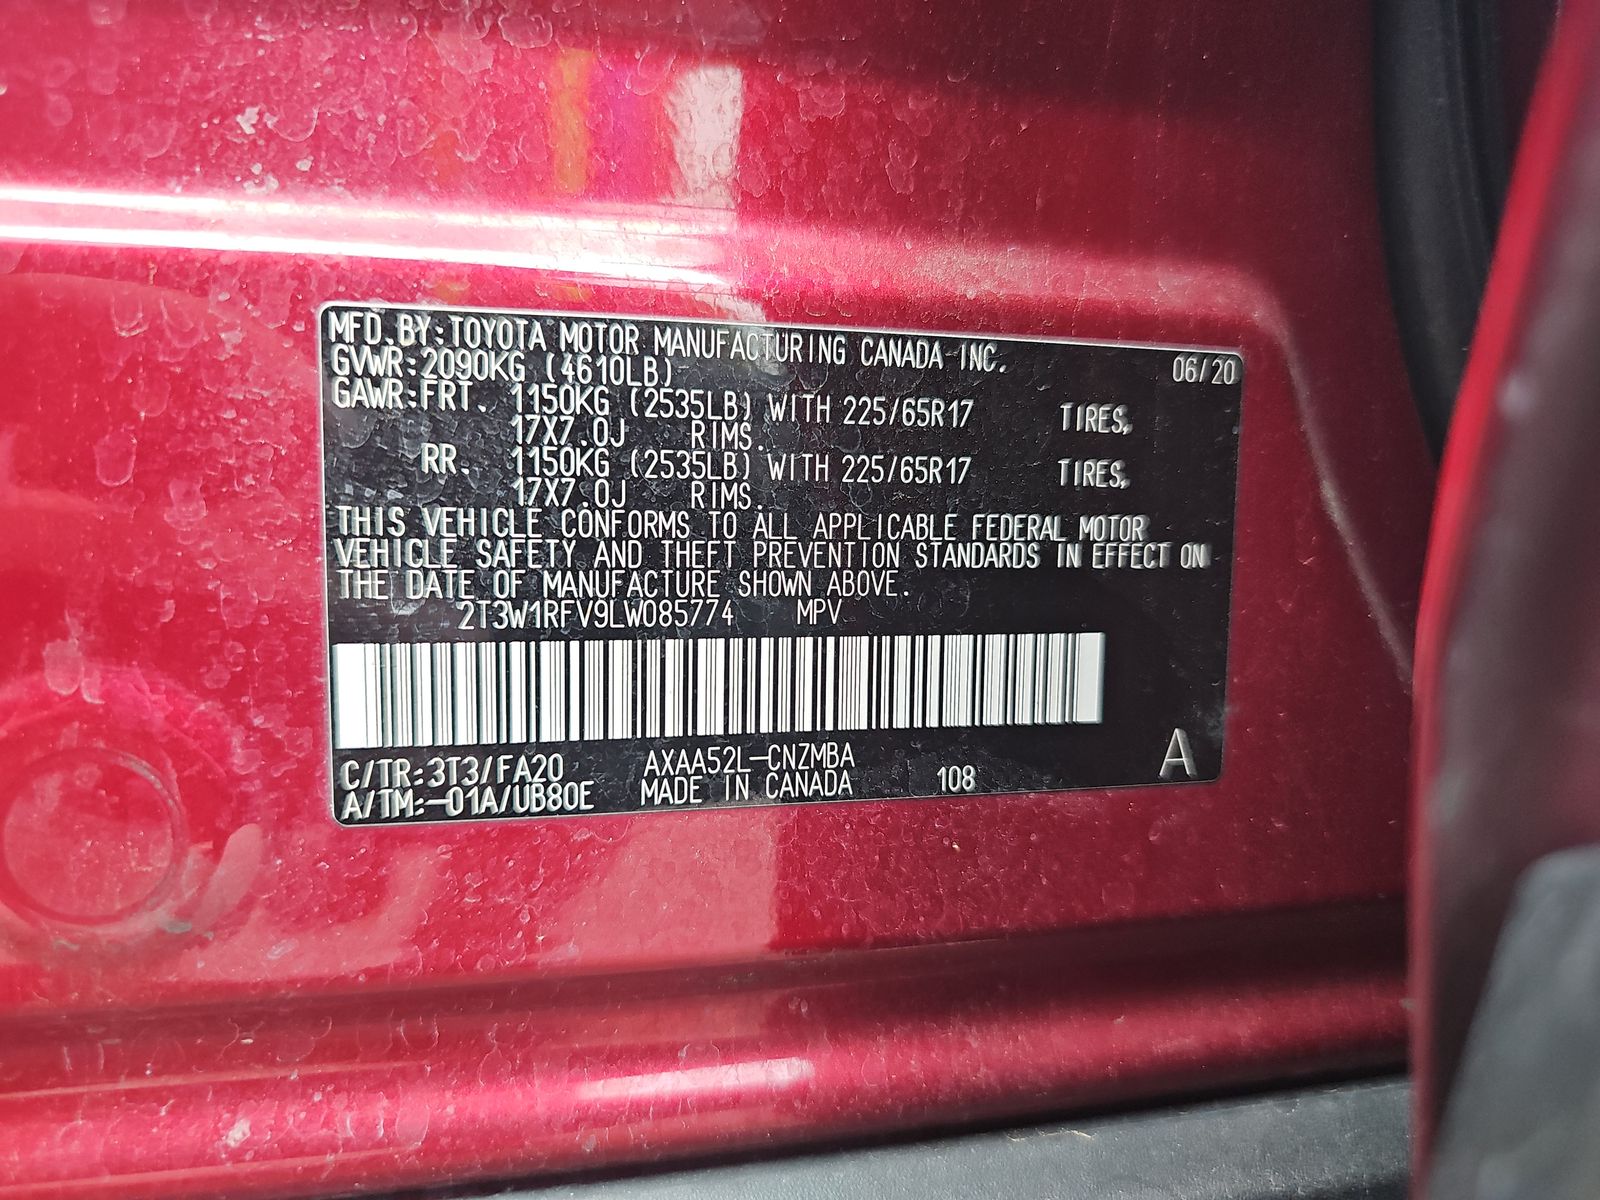 MFD.BY:TOYOTA MOTOR MANUFACTURING CANADA INC. 06/20
GVWR:2090KG (4610LB)
GAWR:FRT. 1150KG (2535LB) WITH 225/65R17 TIRES,
17X7.0J RIMS.
RR. 1150KG (2535LB) WITH 225/65R17 TIRES,
17X7.0J RIMS.
THIS VEHICLE CONFORMS TO ALL APPLICABLE FEDERAL MOTOR
VEHICLE SAFETY AND THEFT PREVENTION STANDARDS IN EFFECT ON
THE DATE OF MANUFACTURE SHOWN ABOVE.
2T3W1RFV9LW085774 MPV
C/TR:3T3/FA20 AXAA52L-CNZMBA 108 A
A/TM:-01A/UB80E MADE IN CANADA